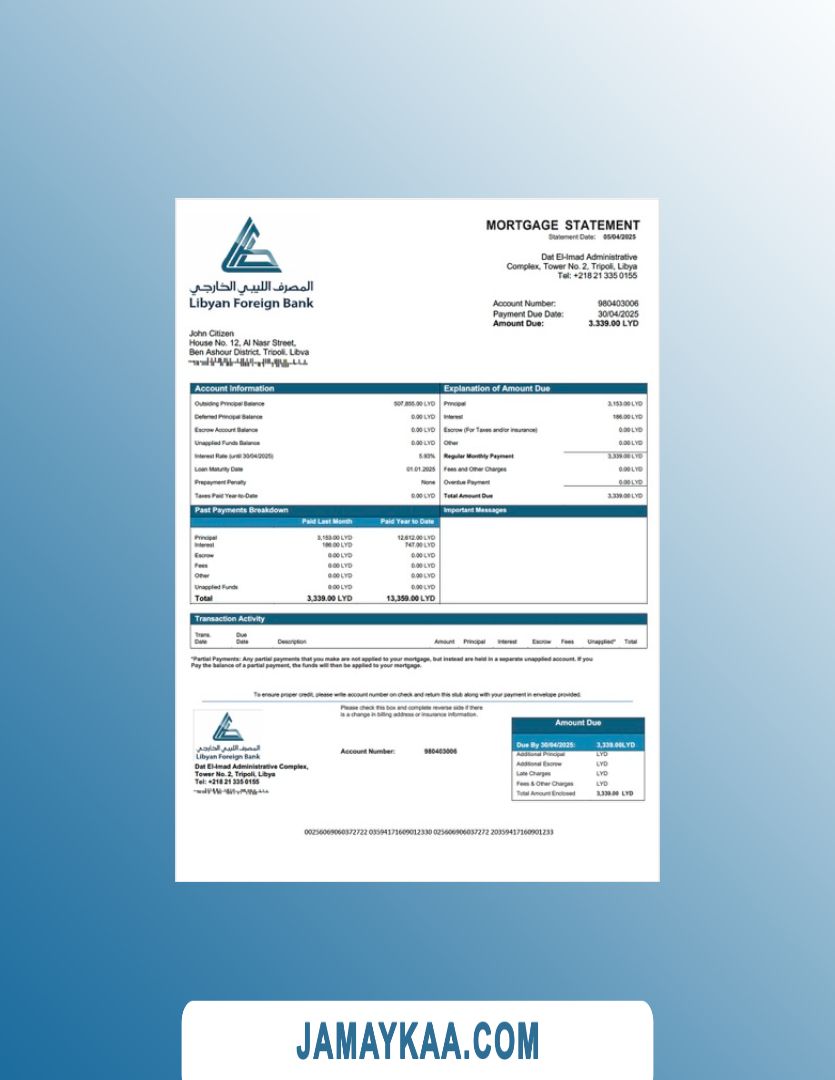 المصرف الليبي الخارجي
Libyan Foreign Bank
MORTGAGE STATEMENT
Statement Date: 05/04/2025
Dat El-Imad Administrative
Complex, Tower No. 2, Tripoli, Libya
Tel: +218 21 335 0155
Account Number: 980403006
Payment Due Date: 30/04/2025
Amount Due: 3.339.00 LYD
John Citizen
House No. 12, Al Nasr Street,
Ben Ashour District, Tripoli, Libya
Account Information
Outsiding Principal Balance 507,855.00 LYD
Deferred Principal Balance 0.00 LYD
Escrow Account Balance 0.00 LYD
Unapplied Funds Balance 0.00 LYD
Interest Rate (until 30/04/2025) 5.93%
Loan Maturity Date 01.01.2025
Prepayment Penalty None
Taxes Paid Year-to-Date 0.00 LYD
Explanation of Amount Due
Principal 3,153.00 LYD
Interest 186.00 LYD
Escrow (For Taxes and/or insurance) 0.00 LYD
Other 0.00 LYD
Regular Monthly Payment 3,339.00 LYD
Fees and Other Charges 0.00 LYD
Overdue Payment 0.00 LYD
Total Amount Due 3,339.00 LYD
Past Payments Breakdown
Paid Last Month Paid Year to Date
Principal 3,153.00 LYD 12,612.00 LYD
Interest 186.00 LYD 747.00 LYD
Escrow 0.00 LYD 0.00 LYD
Fees 0.00 LYD 0.00 LYD
Other 0.00 LYD 0.00 LYD
Unapplied Funds 0.00 LYD 0.00 LYD
Total 3,339.00 LYD 13,359.00 LYD
Important Messages
Transaction Activity
Trans. Date Due Date Description Amount Principal Interest Escrow Fees Unapplied* Total
*Partial Payments: Any partial payments that you make are not applied to your mortgage, but instead are held in a separate unapplied account. If you
Pay the balance of a partial payment, the funds will then be applied to your mortgage.
To ensure proper credit, please write account number on check and return this stub along with your payment in envelope provided.
المصرف الليبي الخارجي
Libyan Foreign Bank
Dat El-Imad Administrative Complex,
Tower No. 2, Tripoli, Libya
Tel: +218 21 335 0155
Please check this box and complete reverse side if there
is a change in billing address or insurance information.
Account Number: 980403006
Amount Due
Due By 30/04/2025: 3,339.00LYD
Additional Principal LYD
Additional Escrow LYD
Late Charges LYD
Fees & Other Charges LYD
Total Amount Enclosed 3,339.00 LYD
00256069060372722 03594171609012330 025606906037272 20359417160901233
JAMAYKAA.COM